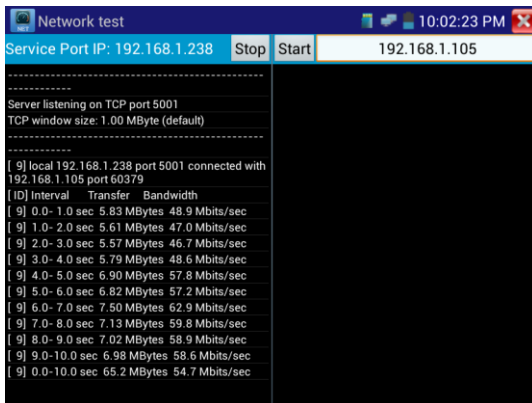 Network test
10:02:23 PM
NET
Service Port IP: 192.168.1.238
Stop
Start
192.168.1.105
-----------------------------------------------
------------
Server listening on TCP port 5001
TCP window size: 1.00 MByte (default)
-----------------------------------------------
------------
[ 9] local 192.168.1.238 port 5001 connected with
192.168.1.105 port 60379
[ ID] Interval Transfer Bandwidth
[ 9] 0.0- 1.0 sec 5.83 MBytes 48.9 Mbits/sec
[ 9] 1.0- 2.0 sec 5.61 MBytes 47.0 Mbits/sec
[ 9] 2.0- 3.0 sec 5.57 MBytes 46.7 Mbits/sec
[ 9] 3.0- 4.0 sec 5.79 MBytes 48.6 Mbits/sec
[ 9] 4.0- 5.0 sec 6.90 MBytes 57.8 Mbits/sec
[ 9] 5.0- 6.0 sec 6.82 MBytes 57.2 Mbits/sec
[ 9] 6.0- 7.0 sec 7.50 MBytes 62.9 Mbits/sec
[ 9] 7.0- 8.0 sec 7.13 MBytes 59.8 Mbits/sec
[ 9] 8.0- 9.0 sec 7.02 MBytes 58.9 Mbits/sec
[ 9] 9.0-10.0 sec 6.98 MBytes 58.6 Mbits/sec
[ 9] 0.0-10.0 sec 65.2 MBytes 54.7 Mbits/sec